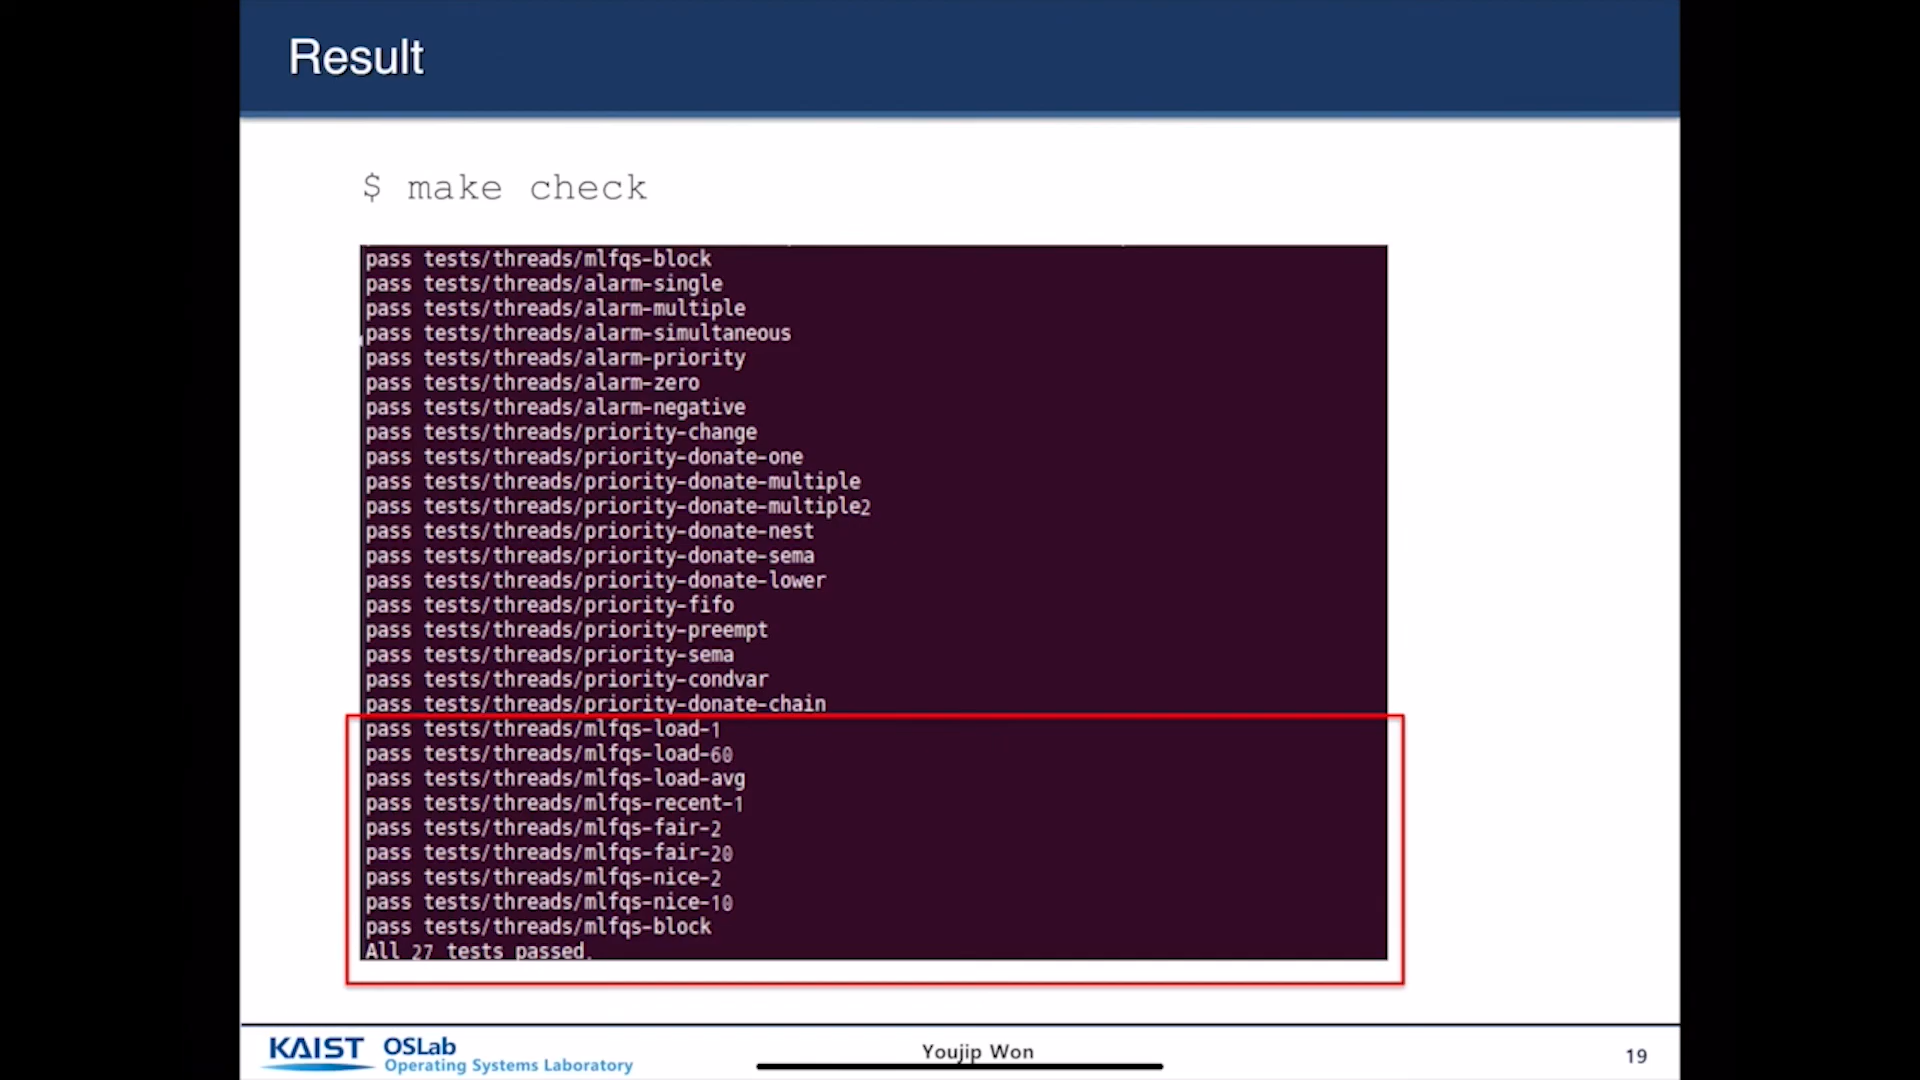 Result
$ make check
pass tests/threads/mlfqs-block
pass tests/threads/alarm-single
pass tests/threads/alarm-multiple
pass tests/threads/alarm-simultaneous
pass tests/threads/alarm-priority
pass tests/threads/alarm-zero
pass tests/threads/alarm-negative
pass tests/threads/priority-change
pass tests/threads/priority-donate-one
pass tests/threads/priority-donate-multiple
pass tests/threads/priority-donate-multiple2
pass tests/threads/priority-donate-nest
pass tests/threads/priority-donate-sema
pass tests/threads/priority-donate-lower
pass tests/threads/priority-fifo
pass tests/threads/priority-preempt
pass tests/threads/priority-sema
pass tests/threads/priority-condvar
pass tests/threads/priority-donate-chain
pass tests/threads/mlfqs-load-1
pass tests/threads/mlfqs-load-60
pass tests/threads/mlfqs-load-avg
pass tests/threads/mlfqs-recent-1
pass tests/threads/mlfqs-fair-2
pass tests/threads/mlfqs-fair-20
pass tests/threads/mlfqs-nice-2
pass tests/threads/mlfqs-nice-10
pass tests/threads/mlfqs-block
All 27 tests passed.
KAIST OSLab
Operating Systems Laboratory
Youjip Won
19